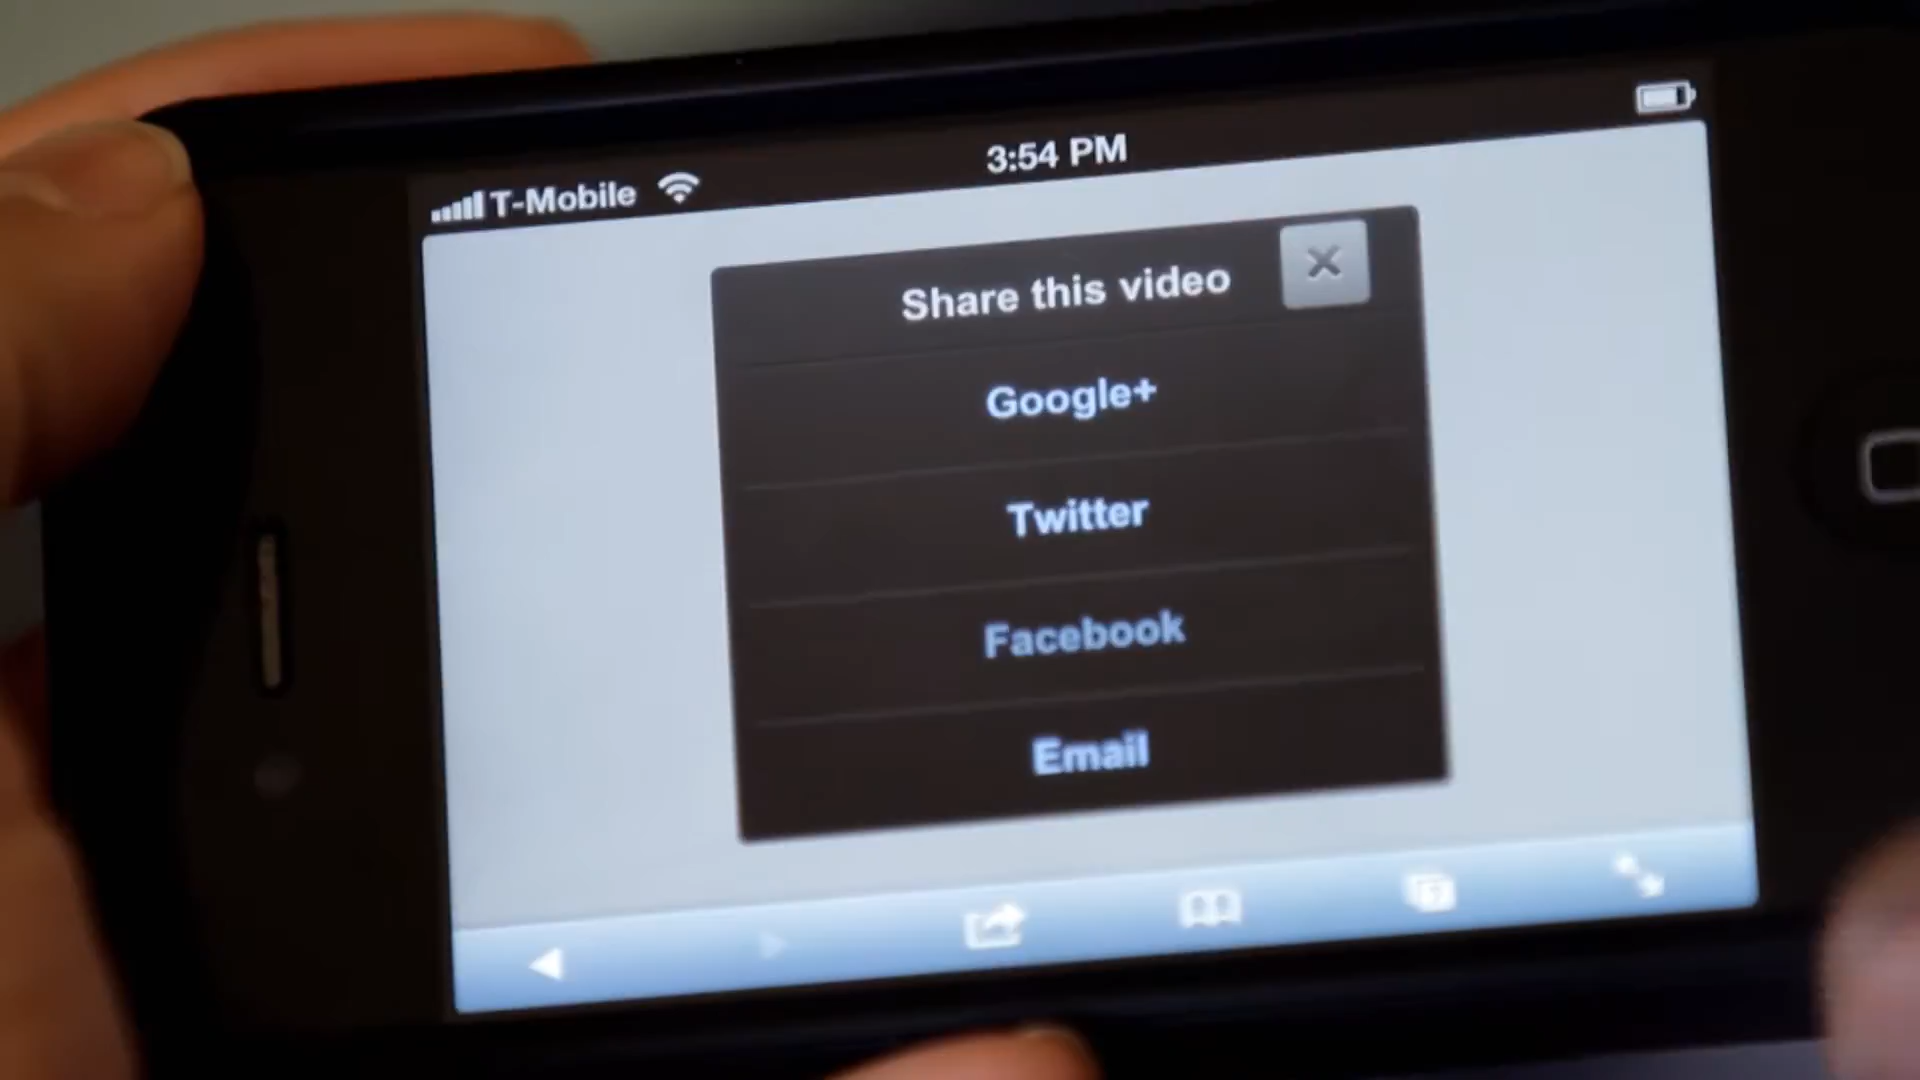 T-Mobile
3:54 PM
Share this video
Google+
Twitter
Facebook
Email